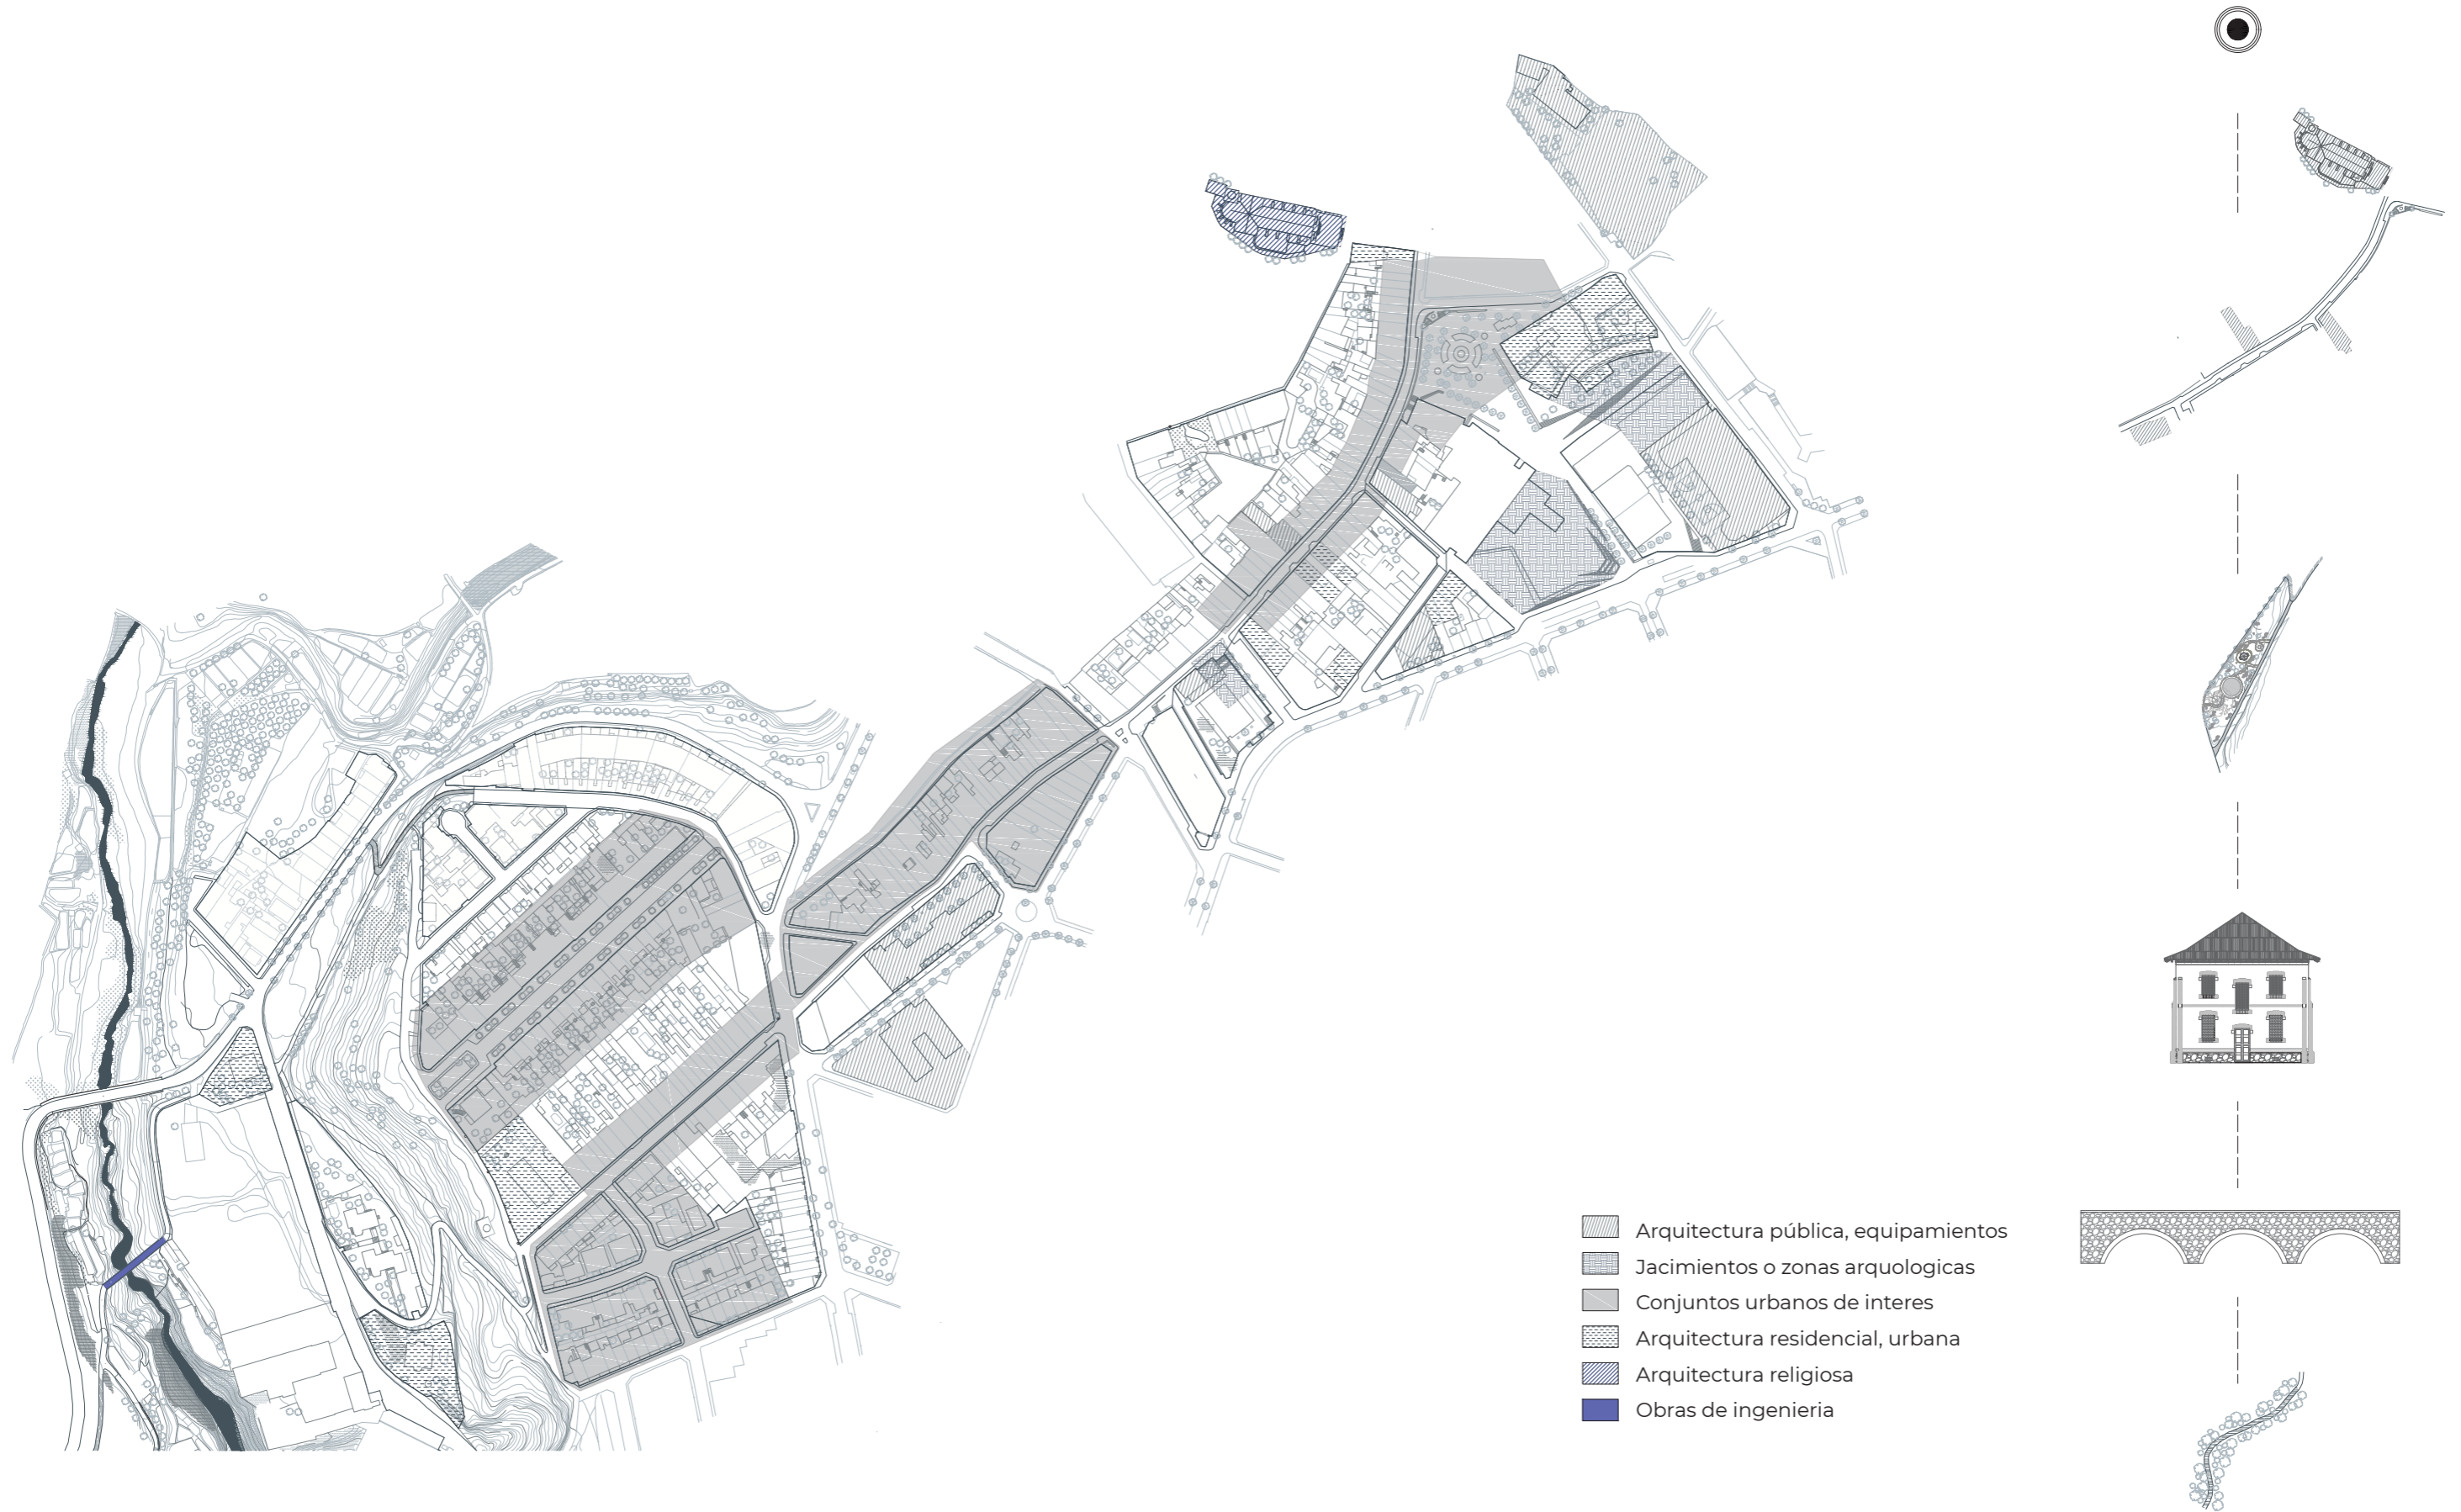 Arquitectura pública, equipamientos
Jacimientos o zonas arquologicas
Conjuntos urbanos de interes
Arquitectura residencial, urbana
Arquitectura religiosa
Obras de ingenieria